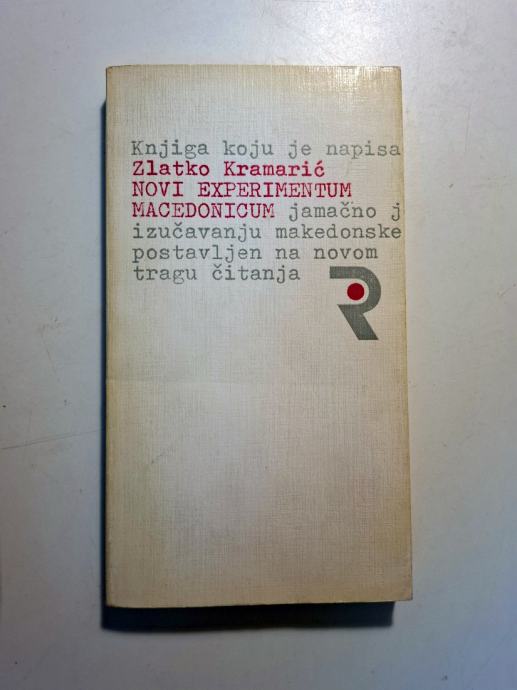 Knjiga koju je napisa
Zlatko Kramarić
NOVI EXPERIMENTUM
MACEDONICUM jamačno j
izučavanju makedonske
postavljen na novom
tragu čitanja
R